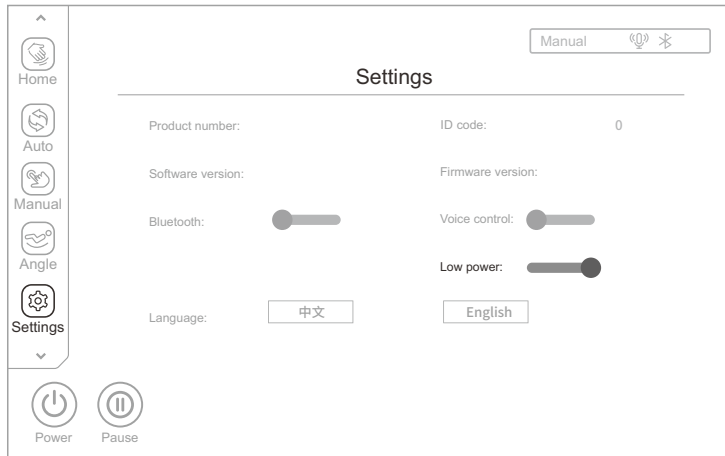 Manual
Home
Settings
Auto
Product number:
ID code: 0
Manual
Software version:
Firmware version:
Bluetooth:
Voice control:
Angle
Low power:
Settings
Language:
中文
English
Power
Pause